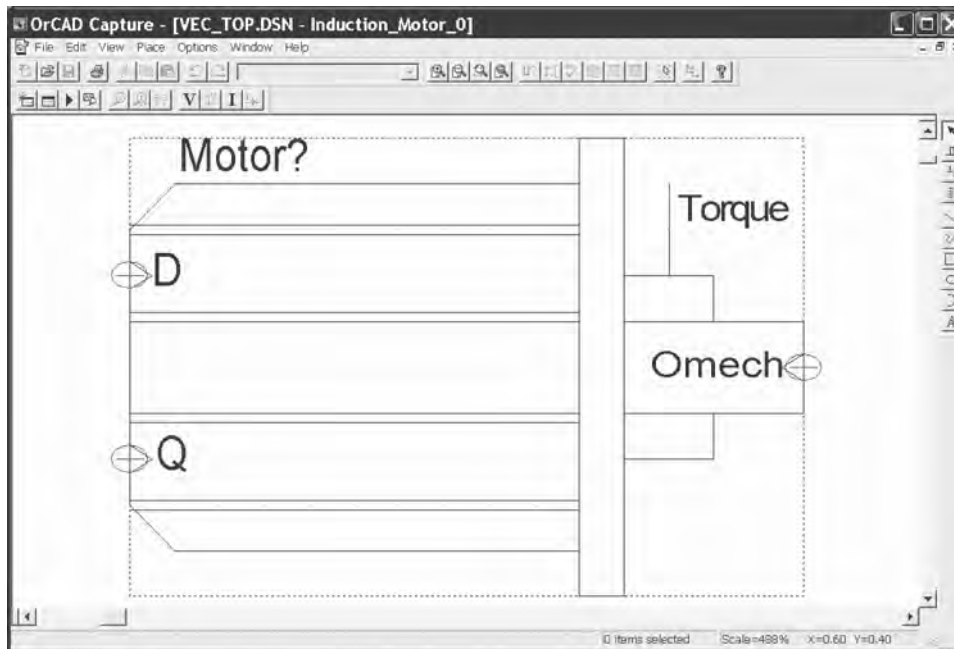 OrCAD Capture - [VEC_TOP.DSN - Induction_Motor_0]
File Edit View Place Options Window Help
V I
Motor?
Torque
D
Omech
Q
0 items selected Scale=488% X=0.60 Y=0.40